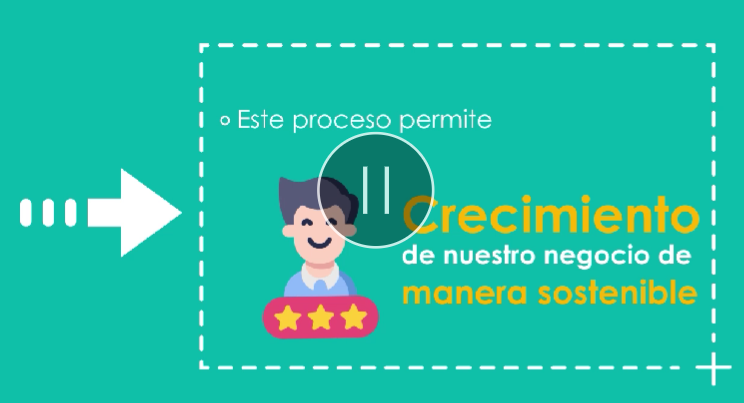 Este proceso permite
Crecimiento
de nuestro negocio de
manera sostenible